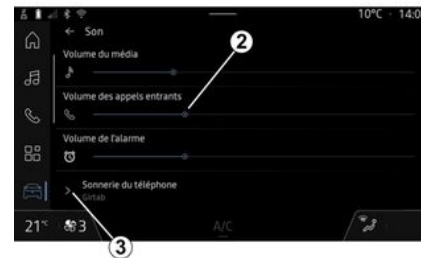 10°C · 14:0
← Son
2
Volume du média
Volume des appels entrants
Volume de l'alarme
> Sonnerie du téléphone
Girtab
21°C
3
A/C
3